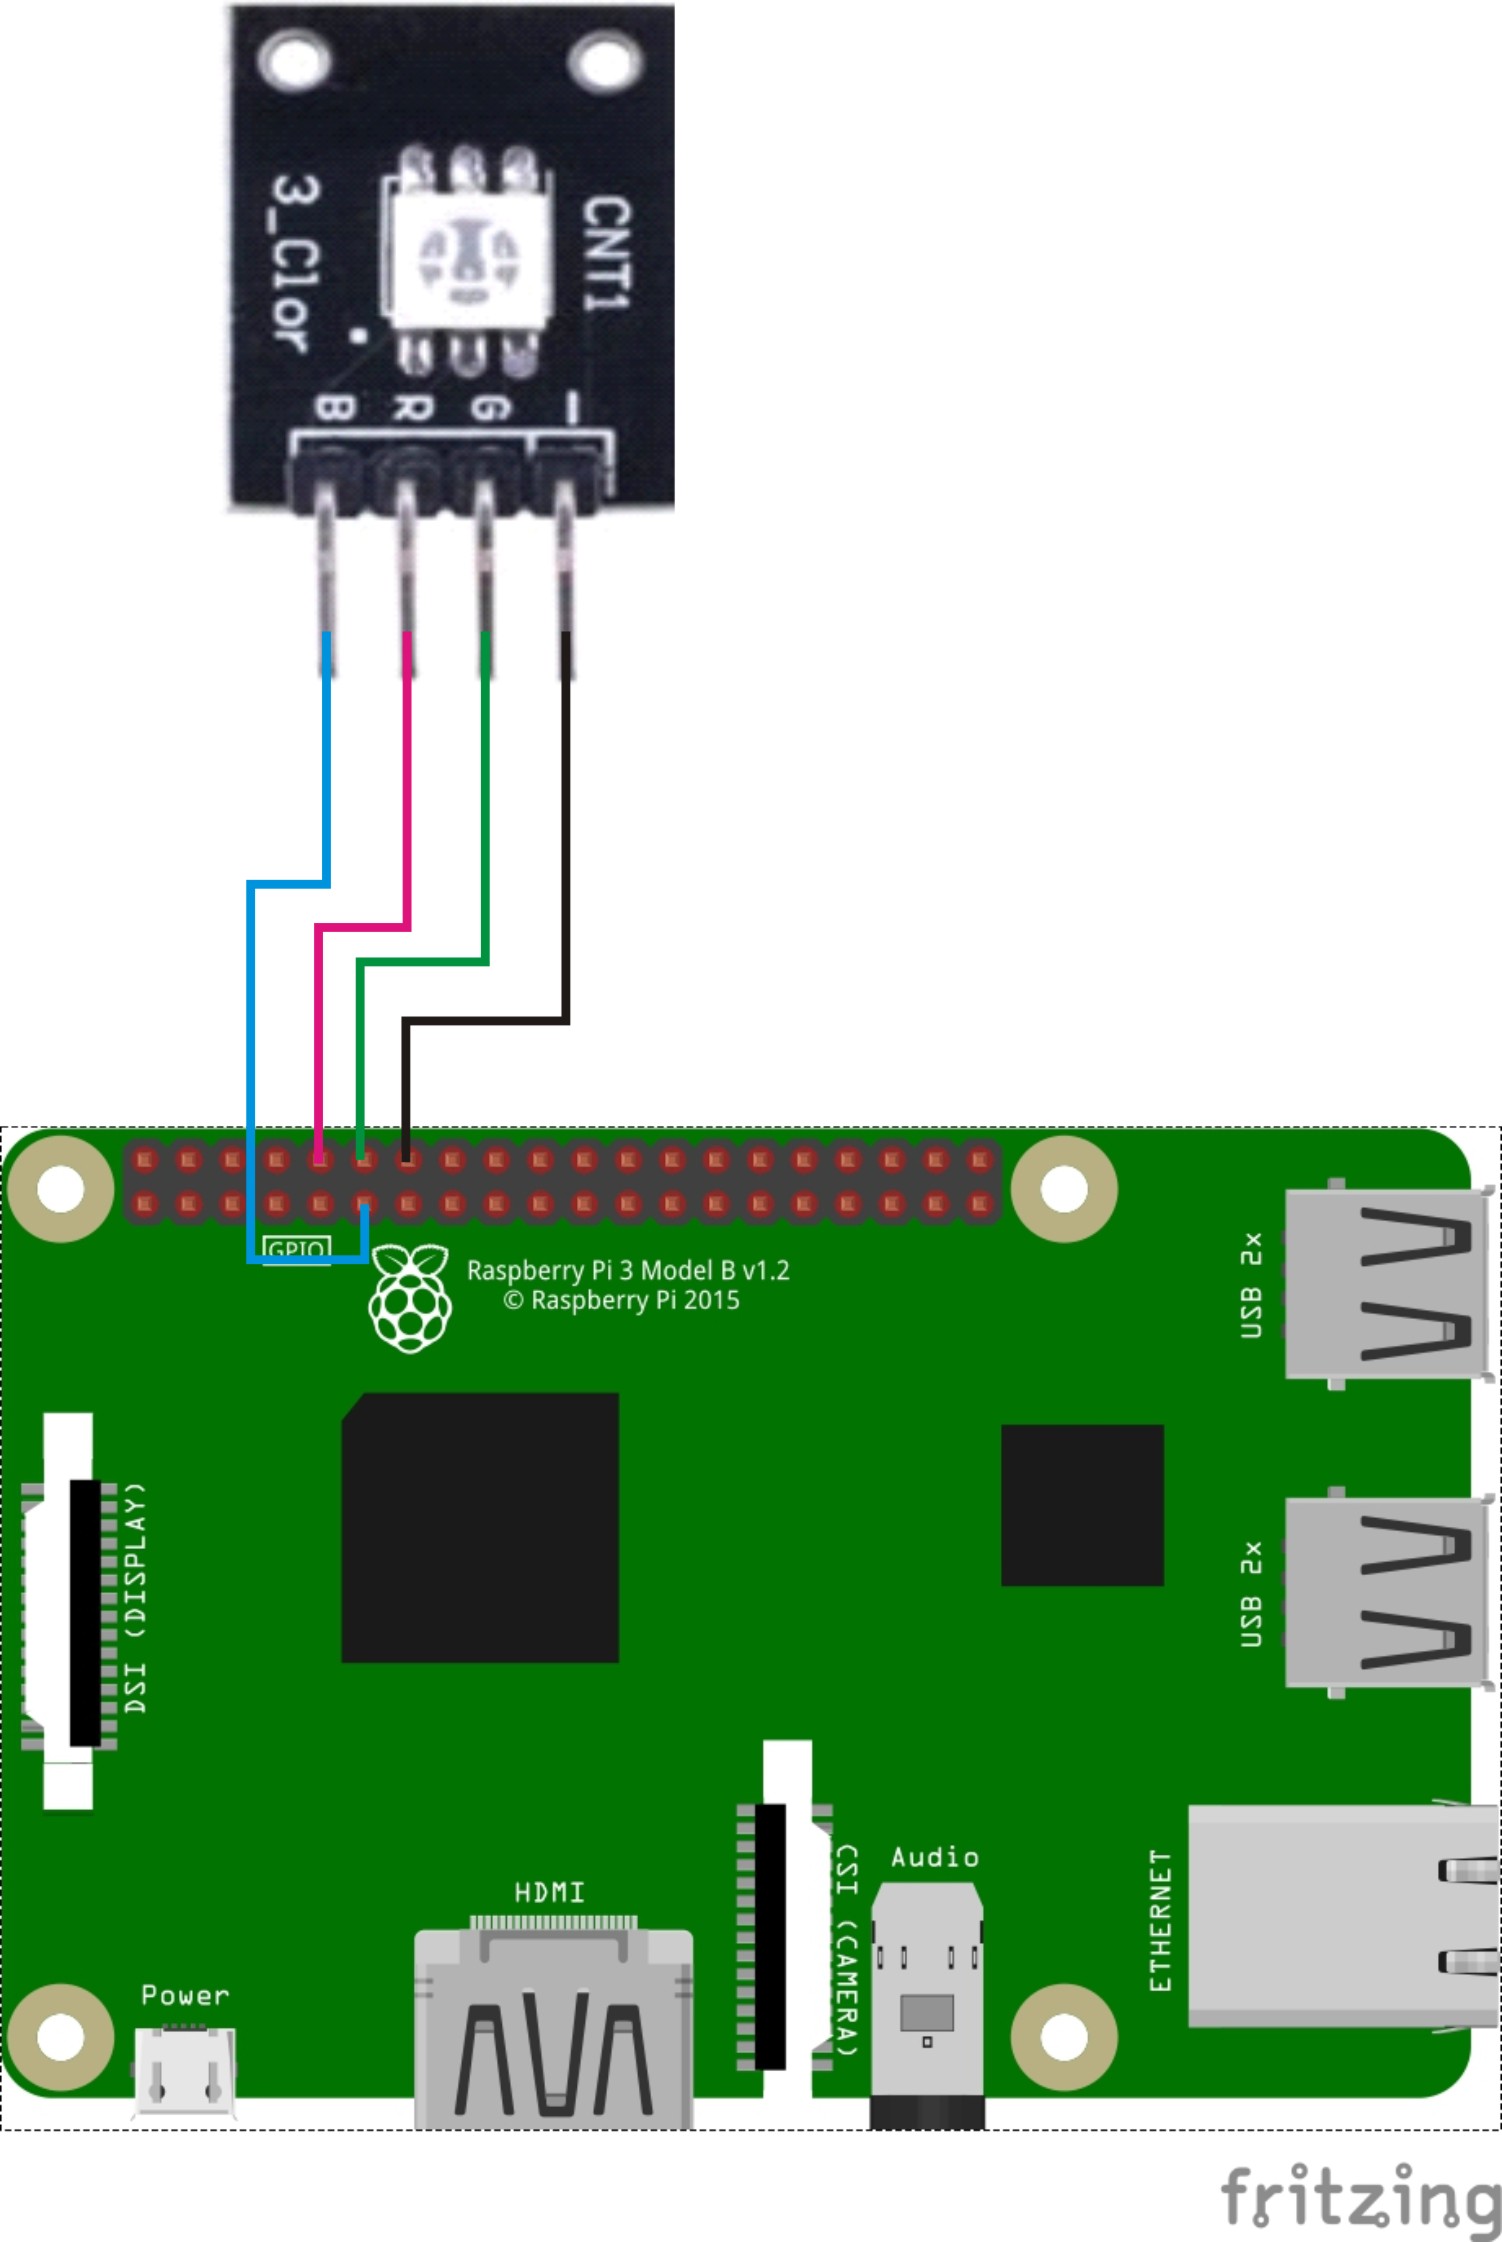 3_Clor
CNT1
B R G -
GPIO
Raspberry Pi 3 Model B v1.2
© Raspberry Pi 2015
USB 2x
DSI (DISPLAY)
USB 2x
CSI (CAMERA)
Audio
ETHERNET
HDMI
Power
fritzing